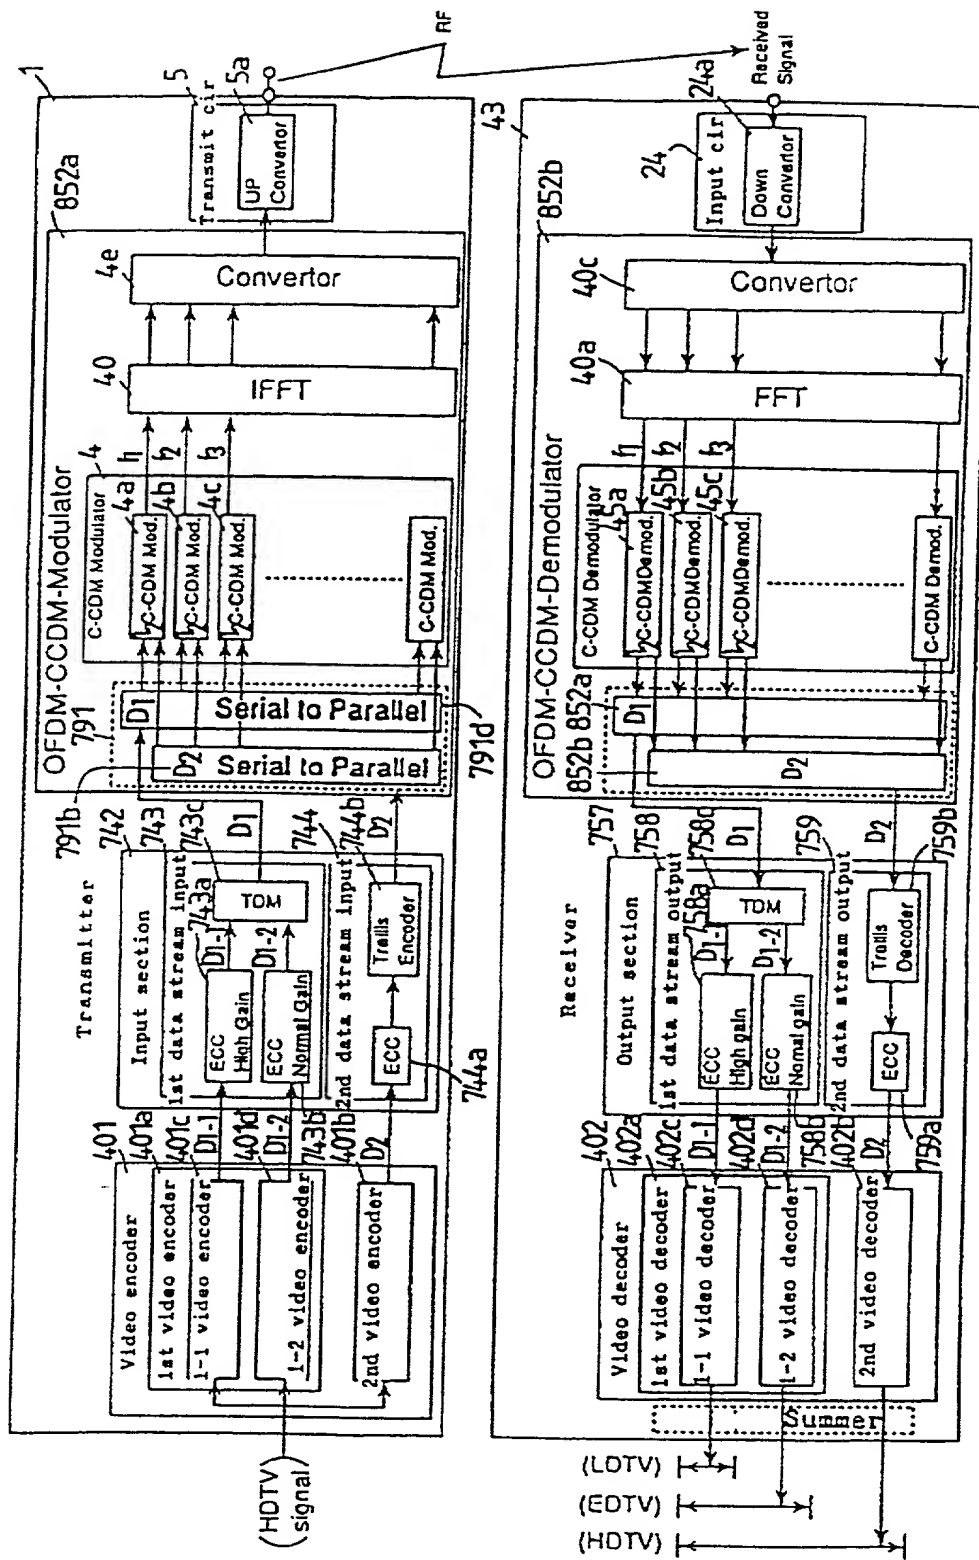 Transmitter
1
(HDTV signal)
401
Video encoder
401a
1st video encoder
401c
1-1 video encoder
401d
1-2 video encoder
401b
2nd video encoder
D1-1
D1-2
D2
742
Input section
743
1st data stream input
743a
ECC
High Gain
743b
ECC
Normal Gain
D1-1
D1-2
743c
TDM
D1
744
2nd data stream input
744a
ECC
744b
Trellis
Encoder
D2
852a
OFDM-CCDM-Modulator
791
791b
D1
Serial to Parallel
D2
Serial to Parallel
791d
4
C-CDM Modulator
4a
C-CDM Mod.
4b
C-CDM Mod.
4c
C-CDM Mod.
C-CDM Mod.
40
IFFT
4e
Convertor
5
Transmit cir
5a
UP
Convertor
RF
Receiver
43
Received
Signal
24
Input cir
24a
Down
Convertor
852b
OFDM-CCDM-Demodulator
40c
Convertor
40a
FFT
C-CDM Demodulator
45a
C-CDM Demod.
45b
C-CDM Demod.
45c
C-CDM Demod.
C-CDM Demod.
852a
D1
852b
D2
D1
D2
757
Output section
758
1st data stream output
758c
TDM
758a
D1-1
ECC
High gain
D1-2
ECC
Normal gain
758b
759
2nd data stream output
759b
Trellis
Decoder
ECC
759a
402
Video decoder
402a
1st video decoder
402c
D1-1
1-1 video decoder
402d
D1-2
1-2 video decoder
402b
D2
2nd video decoder
Summer
(LDTV)
(EDTV)
(HDTV)